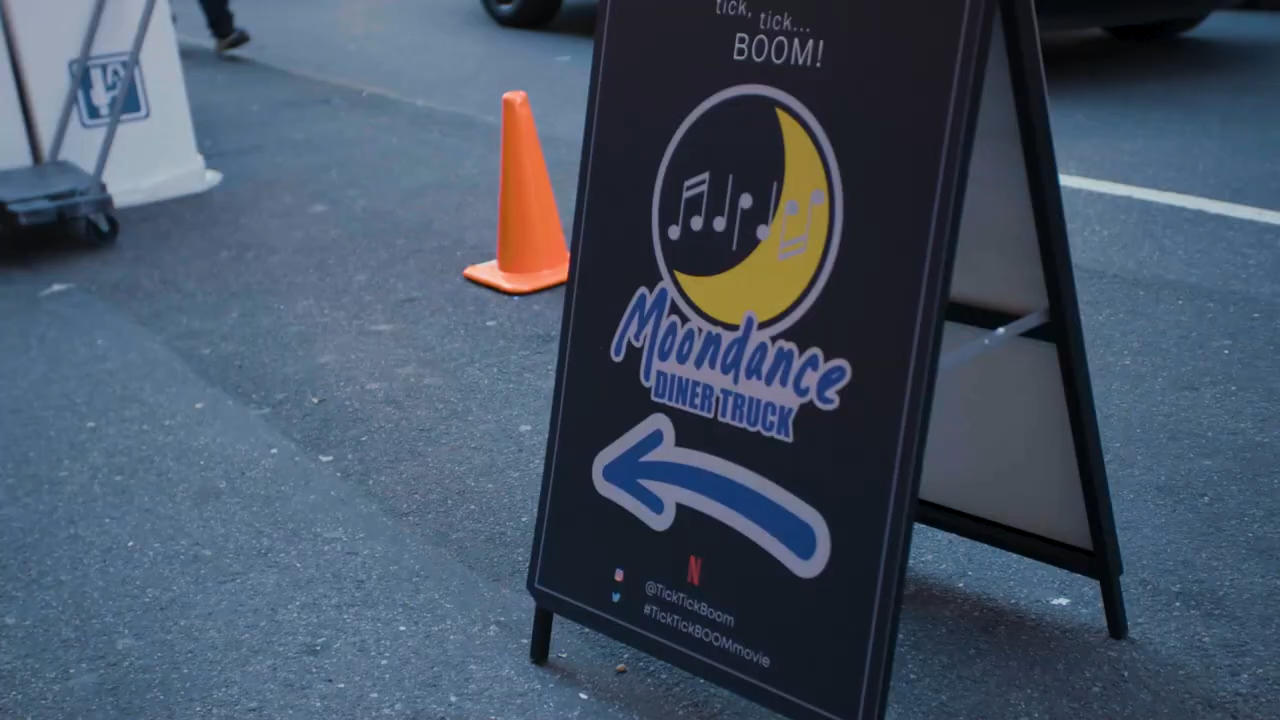 tick, tick...
BOOM!
Moondance
DINER TRUCK
N
@TickTickBoom
#TickTickBOOMmovie